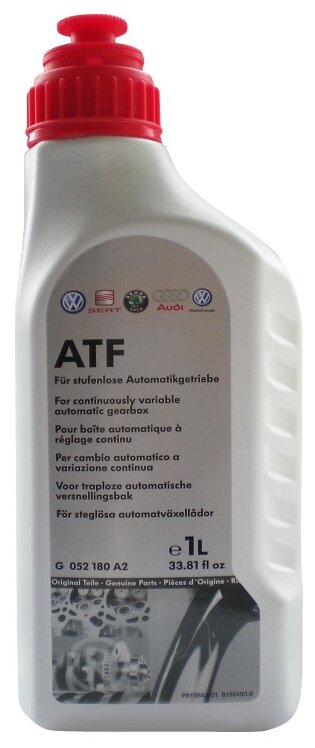 SEAT
Audi
ATF
Für stufenlose Automatikgetriebe
For continuously variable
automatic gearbox
Pour boîte automatique à
réglage continu
Per cambio automatico a
variazione continua
Voor traploze automatische
versnellingsbak
För steglösa automatväxellådor
e 1L
G 052 180 A2 33.81 fl oz
Original Teile · Genuine Parts · Pièces d'Origine ·